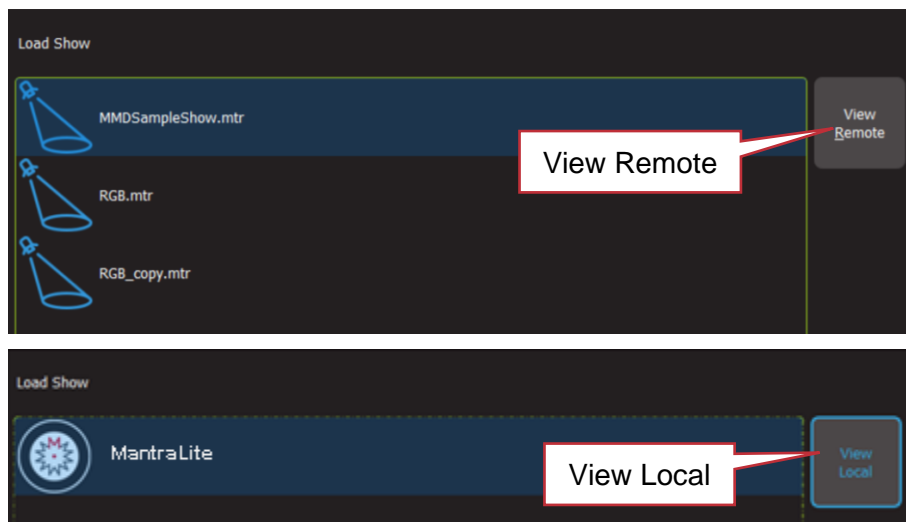 Load Show
MMDSampleShow.mtr
View
Remote
View Remote
RGB.mtr
RGB_copy.mtr
Load Show
MantraLite
View
Local
View Local